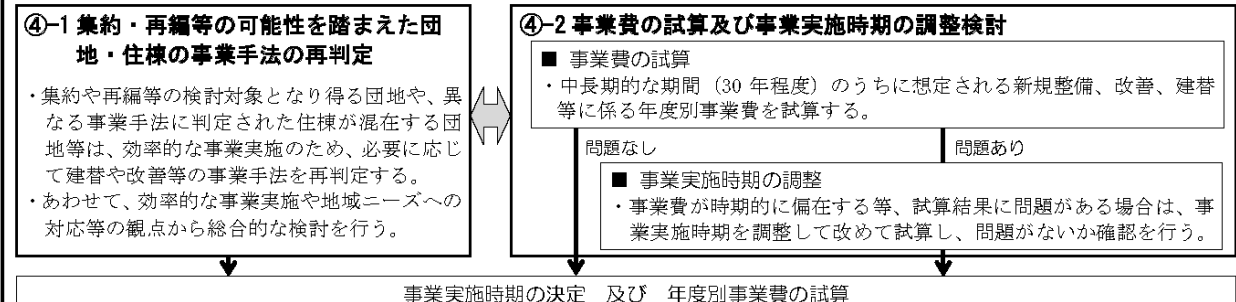 ④-1 集約・再編等の可能性を踏まえた団
地・住棟の事業手法の再判定
・集約や再編等の検討対象となり得る団地や、異
なる事業手法に判定された住棟が混在する団
地等は、効率的な事業実施のため、必要に応じ
て建替や改善等の事業手法を再判定する。
・あわせて、効率的な事業実施や地域ニーズへの
対応等の観点から総合的な検討を行う。
④-2 事業費の試算及び事業実施時期の調整検討
■ 事業費の試算
・中長期的な期間（30 年程度）のうちに想定される新規整備、改善、建替
等に係る年度別事業費を試算する。
問題なし
問題あり
■ 事業実施時期の調整
・事業費が時期的に偏在する等、試算結果に問題がある場合は、事
業実施時期を調整して改めて試算し、問題がないか確認を行う。
事業実施時期の決定 及び 年度別事業費の試算